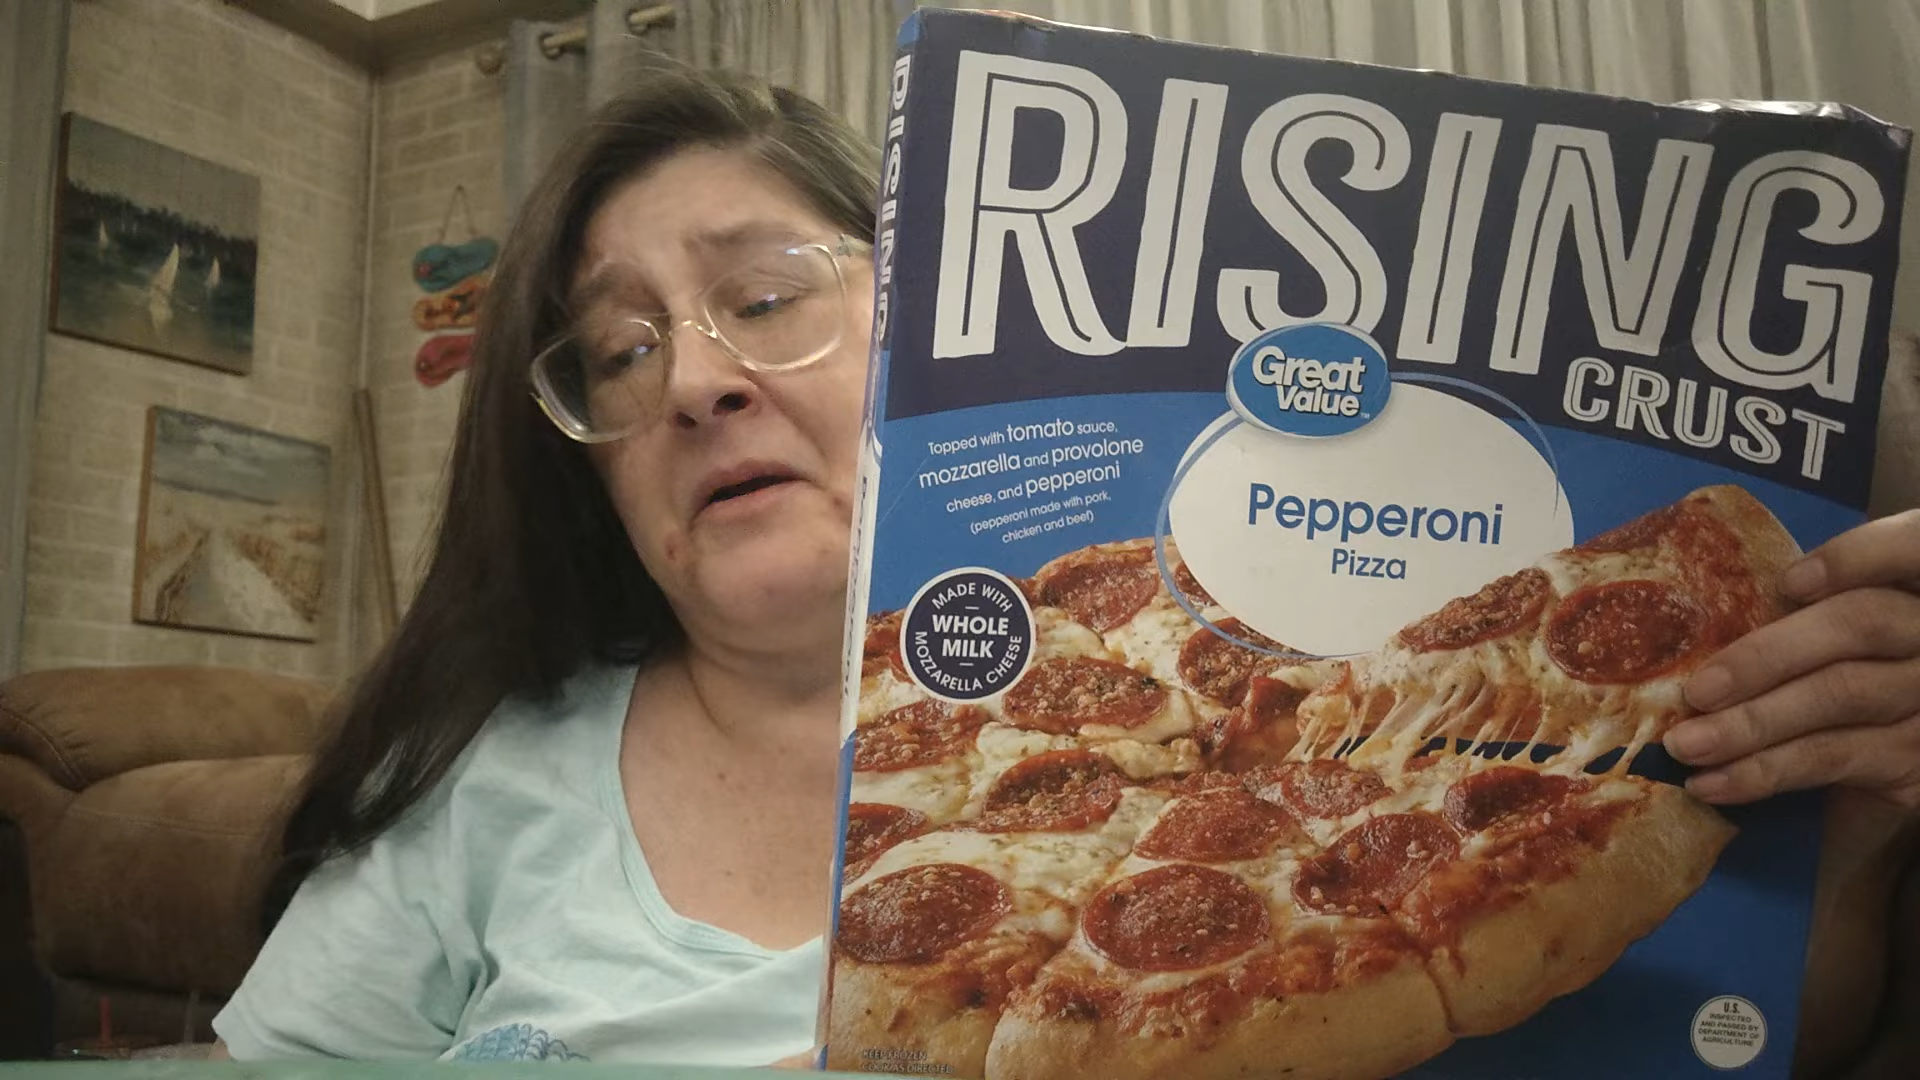 RISING
CRUST
RISING
Great
Value™
Topped with tomato sauce,
mozzarella and provolone
cheese, and pepperoni
(pepperoni made with pork,
chicken and beef)
Pepperoni
Pizza
MADE WITH
WHOLE
MILK
MOZZARELLA CHEESE
U.S.
INSPECTED
AND PASSED BY
DEPARTMENT OF
AGRICULTURE
KEEP FROZEN
COOK AS DIRECTED